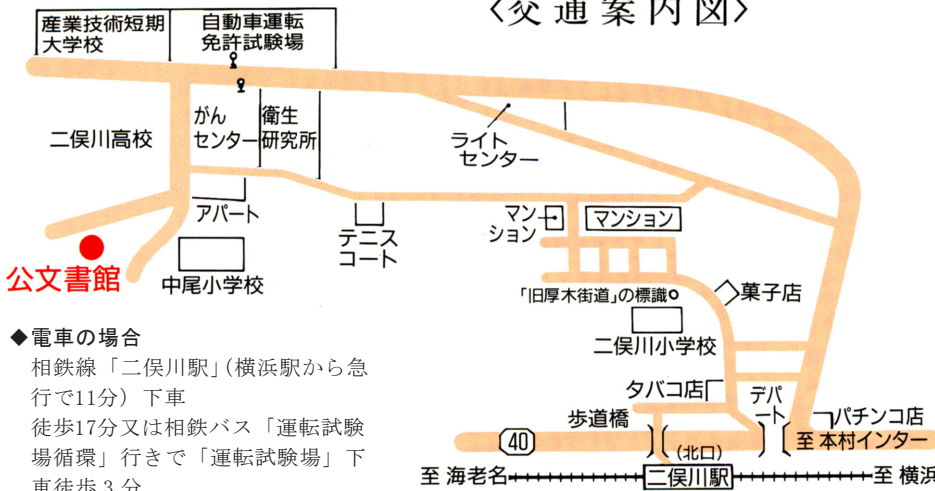 〈交通案内図〉
産業技術短期
大学校
自動車運転
免許試験場
二俣川高校
がん
センター
衛生
研究所
ライト
センター
アパート
テニス
コート
マン
ション
マンション
公文書館
中尾小学校
「旧厚木街道」の標識
菓子店
二俣川小学校
タバコ店
デパ
ート
歩道橋
パチンコ店
40
(北口)
至 本村インター
至 海老名
二俣川駅
至 横浜
◆電車の場合
相鉄線「二俣川駅」(横浜駅から急
行で11分)下車
徒歩17分又は相鉄バス「運転試験
場循環」行きで「運転試験場」下
車徒歩3分